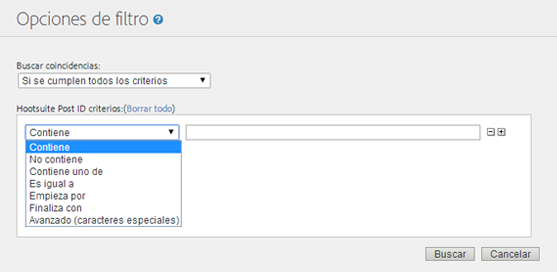 Opciones de filtro ?
Buscar coincidencias:
Si se cumplen todos los criterios
Hootsuite Post ID criterios:(Borrar todo)
Contiene
Contiene
No contiene
Contiene uno de
Es igual a
Empieza por
Finaliza con
Avanzado (caracteres especiales)
Buscar Cancelar